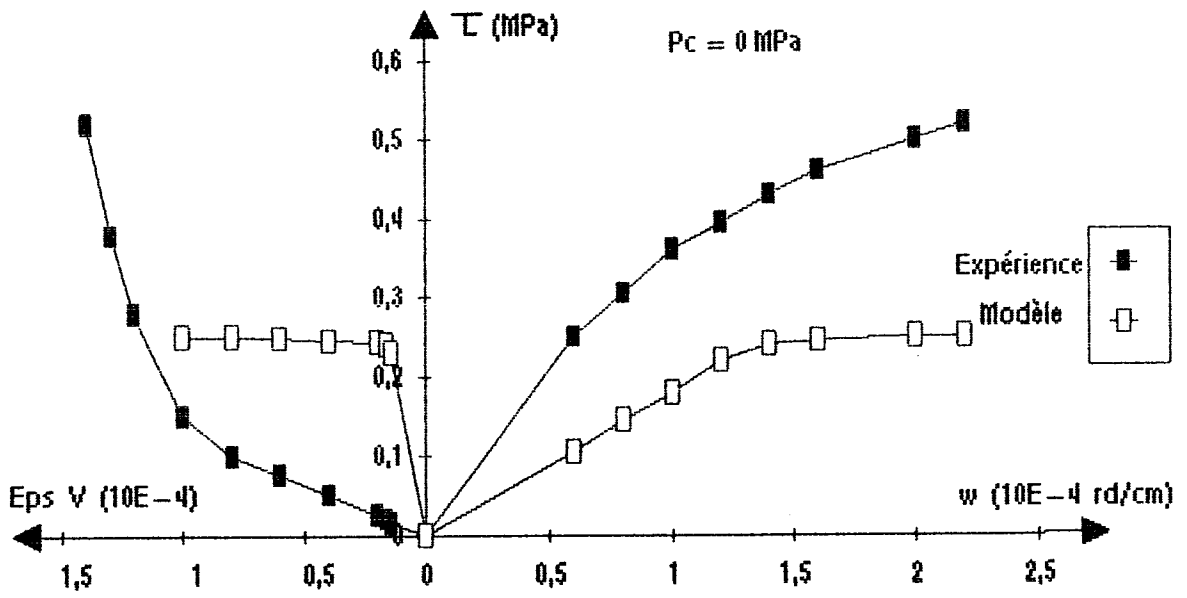 τ (MPa)
Pc = 0 MPa
0,6
0,5
0,4
0,3
0,2
0,1
Expérience
Modèle
Eps V (10E-4)
w (10E-4 rd/cm)
1,5 1 0,5 0 0,5 1 1,5 2 2,5